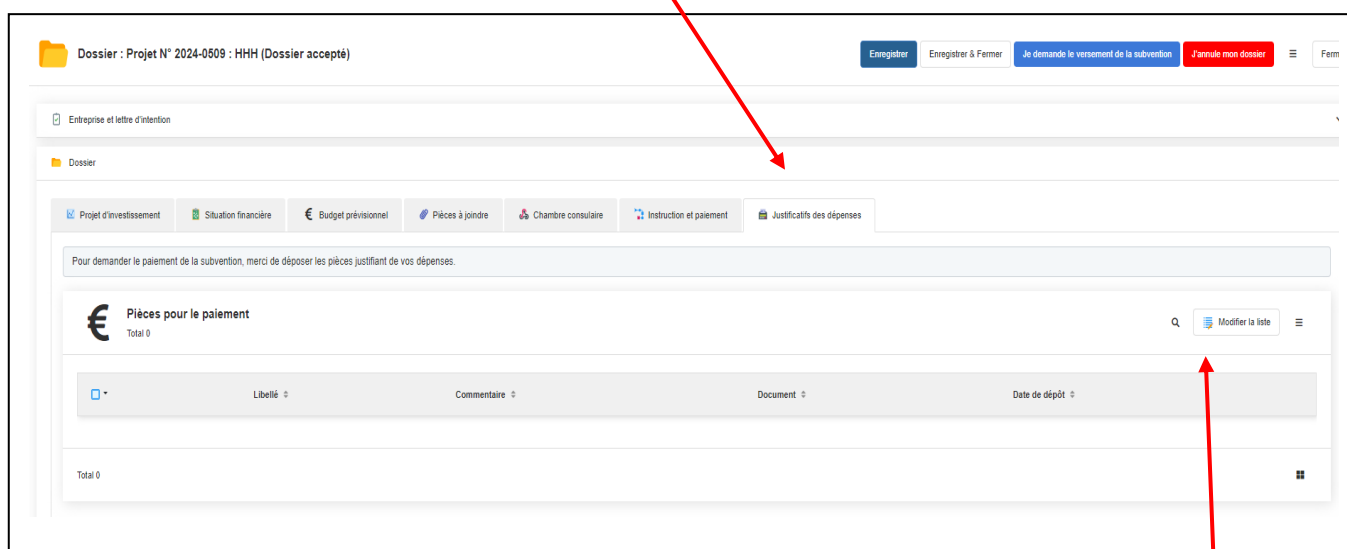 Dossier : Projet N° 2024-0509 : HHH (Dossier accepté)
Enregistrer Enregistrer & Fermer Je demande le versement de la subvention J'annule mon dossier Ferm
Entreprise et lettre d'intention
Dossier
Projet d'investissement Situation financière Budget prévisionnel Pièces à joindre Chambre consulaire Instruction et paiement Justificatifs des dépenses
Pour demander le paiement de la subvention, merci de déposer les pièces justifiant de vos dépenses.
Pièces pour le paiement
Total 0
Modifier la liste
Libellé Commentaire Document Date de dépôt
Total 0